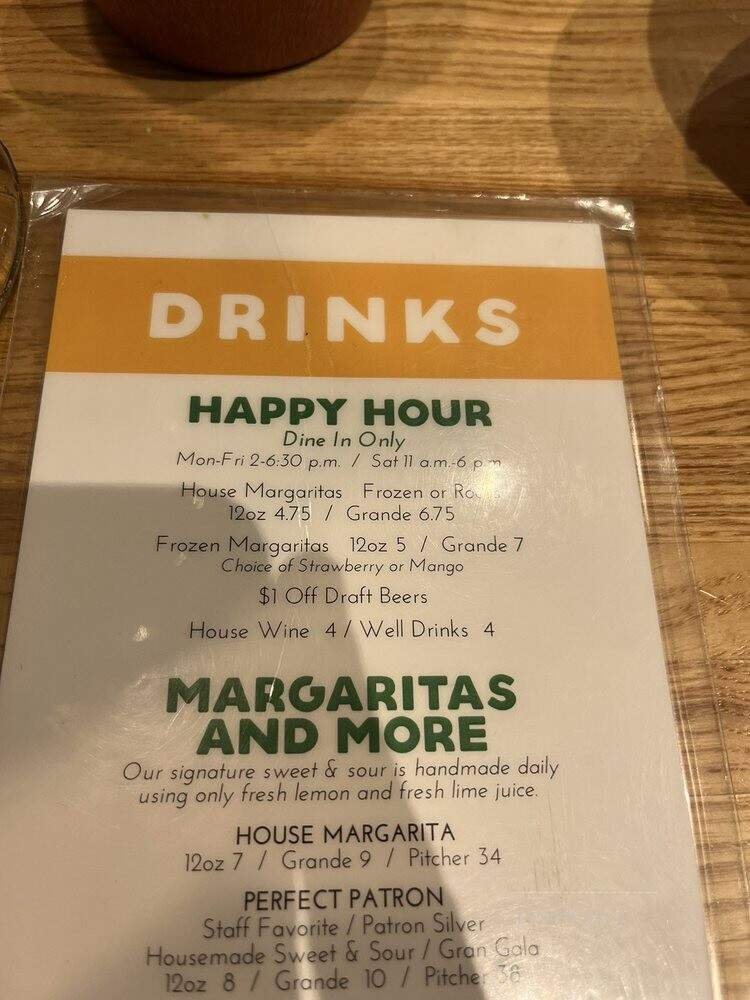 DRINKS
HAPPY HOUR
Dine In Only
Mon-Fri 2-6:30 p.m. / Sat 11 a.m.-6 p.m
House Margaritas Frozen or Rocks
12oz 4.75 / Grande 6.75
Frozen Margaritas 12oz 5 / Grande 7
Choice of Strawberry or Mango
$1 Off Draft Beers
House Wine 4 / Well Drinks 4
MARGARITAS
AND MORE
Our signature sweet & sour is handmade daily
using only fresh lemon and fresh lime juice.
HOUSE MARGARITA
12oz 7 / Grande 9 / Pitcher 34
PERFECT PATRON
Staff Favorite / Patron Silver
Housemade Sweet & Sour / Gran Gala
12oz 8 / Grande 10 / Pitcher